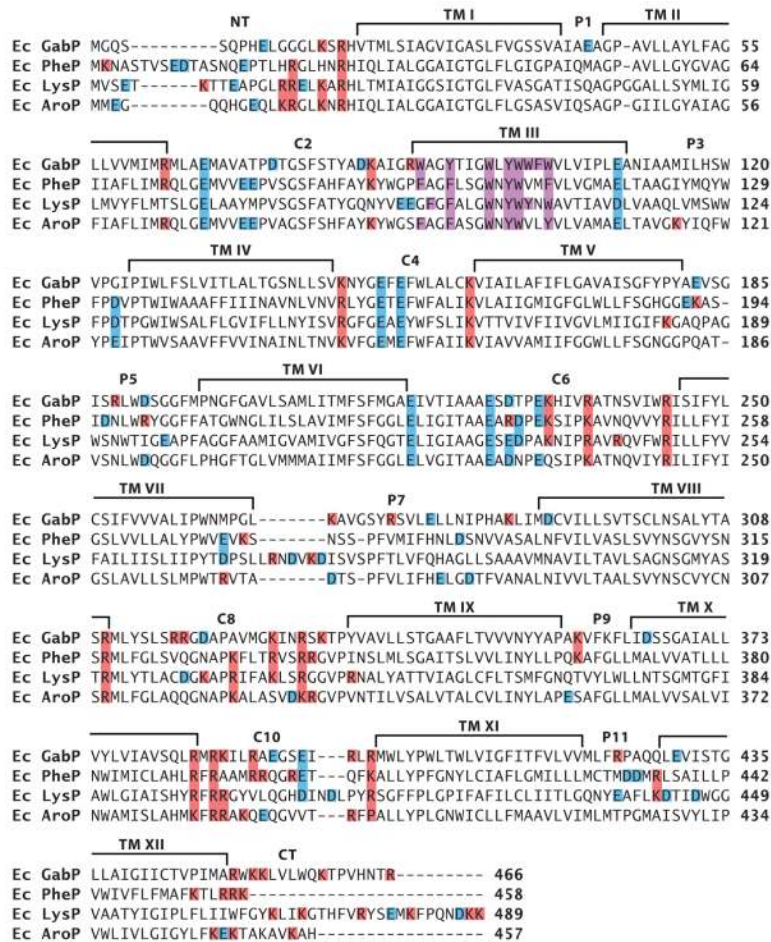 NT TM I P1 TM II
Ec GabP MGQS---------SQPHELGGGLKSRHVTMLSIAGVIGASLFVGSSVAIAEAGP-AVLLAYLFAG 55
Ec PheP MKNASTVSEDTASNQEPTLHRGLHNRHIQLIALGGAIGTGLFLGIGPAIQMAGP-AVLLGYGVAG 64
Ec LysP MVSET------KTTEAPGLRRELKARHLTMIAIGGSIGTGLFVASGATISQAGPGGALLSYMLIG 59
Ec AroP MMEG--------QQHGEQLKRGLKNRHIQLIALGGAIGTGLFLGSASVIQSAGP-GIILGYAIAG 56
C2 TM III P3
Ec GabP LLVVMIMRMLAEMAVATPDTGSFSTYADKAIGRWAGYTIGWLYWWFWVLVIPLEANIAAMILHSW 120
Ec PheP IIAFLIMRQLGEMVVEEPVSGSFAHFAYKYWGPFAGFLSGWNYWVMFVLVGMAELTAAGIYMQYW 129
Ec LysP LMVYFLMTSLGELAAYMPVSGSFATYGQNYVEEGFGFALGWNYWYNWAVTIAVDLVAAQLVMSWW 124
Ec AroP FIAFLIMRQLGEMVVEEPVAGSFSHFAYKYWGSFAGFASGWNYWVLYVLVAMAELTAVGKYIQFW 121
TM IV C4 TM V
Ec GabP VPGIPIWLFSLVITLALTGSNLLSVKNYGEFEFWLALCKVIAILAFIFLGAVAISGFYPYAEVSG 185
Ec PheP FPDVPTWIWAAAFFIIINAVNLVNVRLYGETEFWFALIKVLAIIGMIGFGLWLLFSGHGGEKAS- 194
Ec LysP FPDTPGWIWSALFLGVIFLLNYISVRGFGEAEYWFSLIKVTTVIVFIIVGVLMIIGIFKGAQPAG 189
Ec AroP YPEIPTWVSAAVFFVVINAINLTNVKVFGEMEFWFAIIKVIAVVAMIIFGGWLLFSGNGGPQAT- 186
P5 TM VI C6
Ec GabP ISRLWDSGGFMPNGFGAVLSAMLITMFSFMGAEIVTIAAAESDTPEKHIVRATNSVIWRISIFYL 250
Ec PheP IDNLWRYGGFFATGWNGLILSLAVIMFSFGGLELIGITAAEARDPEKSIPKAVNQVVYRILLFYI 258
Ec LysP WSNWTIGEAPFAGGFAAMIGVAMIVGFSFQGTELIGIAAGESEDPAKNIPRAVRQVFWRILLFYV 254
Ec AroP VSNLWDQGGFLPHGFTGLVMMMAIIMFSFGGLELVGITAAEADNPEQSIPKATNQVIYRILIFYI 250
TM VII P7 TM VIII
Ec GabP CSIFVVVALIPWNMPGL-------KAVGSYRSVLELLNIPHAKLIMDCVILLSVTSCLNSALYTA 308
Ec PheP GSLVVLLALYPWVEVKS-------NSS-PFVMIFHNLDSNVVASALNFVILVASLSVYNSGVYSN 315
Ec LysP FAILIISLIIPYTDPSLLRNDVKDISVSPFTLVFQHAGLLSAAAVMNAVILTAVLSAGNSGMYAS 319
Ec AroP GSLAVLLSLMPWTRVTA-------DTS-PFVLIFHELGDTFVANALNIVVLTAALSVYNSCVYCN 307
C8 TM IX P9 TM X
Ec GabP SRMLYSLSRRGDAPAVMGKINRSKTPYVAVLLSTGAAFLTVVVNYYAPAKVFKFLIDSSGAIALL 373
Ec PheP SRMLFGLSVQGNAPKFLTRVSRRGVPINSLMLSGAITSLVVLINYLLPQKAFGLLMALVVATLLL 380
Ec LysP TRMLYTLACDGKAPRIFAKLSRGGVPRNALYATTVIAGLCFLTSMFGNQTVYLWLLNTSGMTGFI 384
Ec AroP SRMLFGLAQQGNAPKALASVDKRGVPVNTILVSALVTALCVLINYLAPESAFGLLMALVVSALVI 372
C10 TM XI P11
Ec GabP VYLVIAVSQLRMRKILRAEGSEI---RLRMWLYPWLTWLVIGFITFVLVVMLFRPAQQLEVISTG 435
Ec PheP NWIMICLAHLRFRAAMRRQGRET---QFKALLYPFGNYLCIAFLGMILLLMCTMDDMRLSAILLP 442
Ec LysP AWLGIAISHYRFRRGYVLQGHDINDLPYRSGFFPLGPIFAFILCLIITLGQNYEAFLKDTIDWGG 449
Ec AroP NWAMISLAHMKFRRAKQEQGVVT---RFPALLYPLGNWICLLFMAAVLVIMLMTPGMAISVYLIP 434
TM XII CT
Ec GabP LLAIGIICTVPIMARWKKLVLWQKTPVHNTR--------- 466
Ec PheP VWIVFLFMAFKTLRRK------------------------ 458
Ec LysP VAATYIGIPLFLIIWFGYKLIKGTHFVRYSEMKFPQNDKK 489
Ec AroP VWLIVLGIGYLFKEKTAKAVKAH----------------- 457